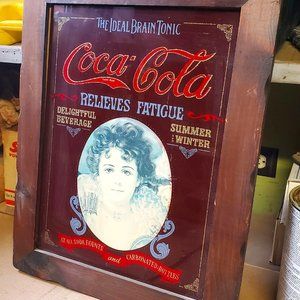 THE IDEAL BRAIN TONIC
Coca-Cola
RELIEVES FATIGUE
DELIGHTFUL
BEVERAGE
SUMMER
and
WINTER
AT ALL SODA FOUNTS
and
CARBONATED IN BOTTLES